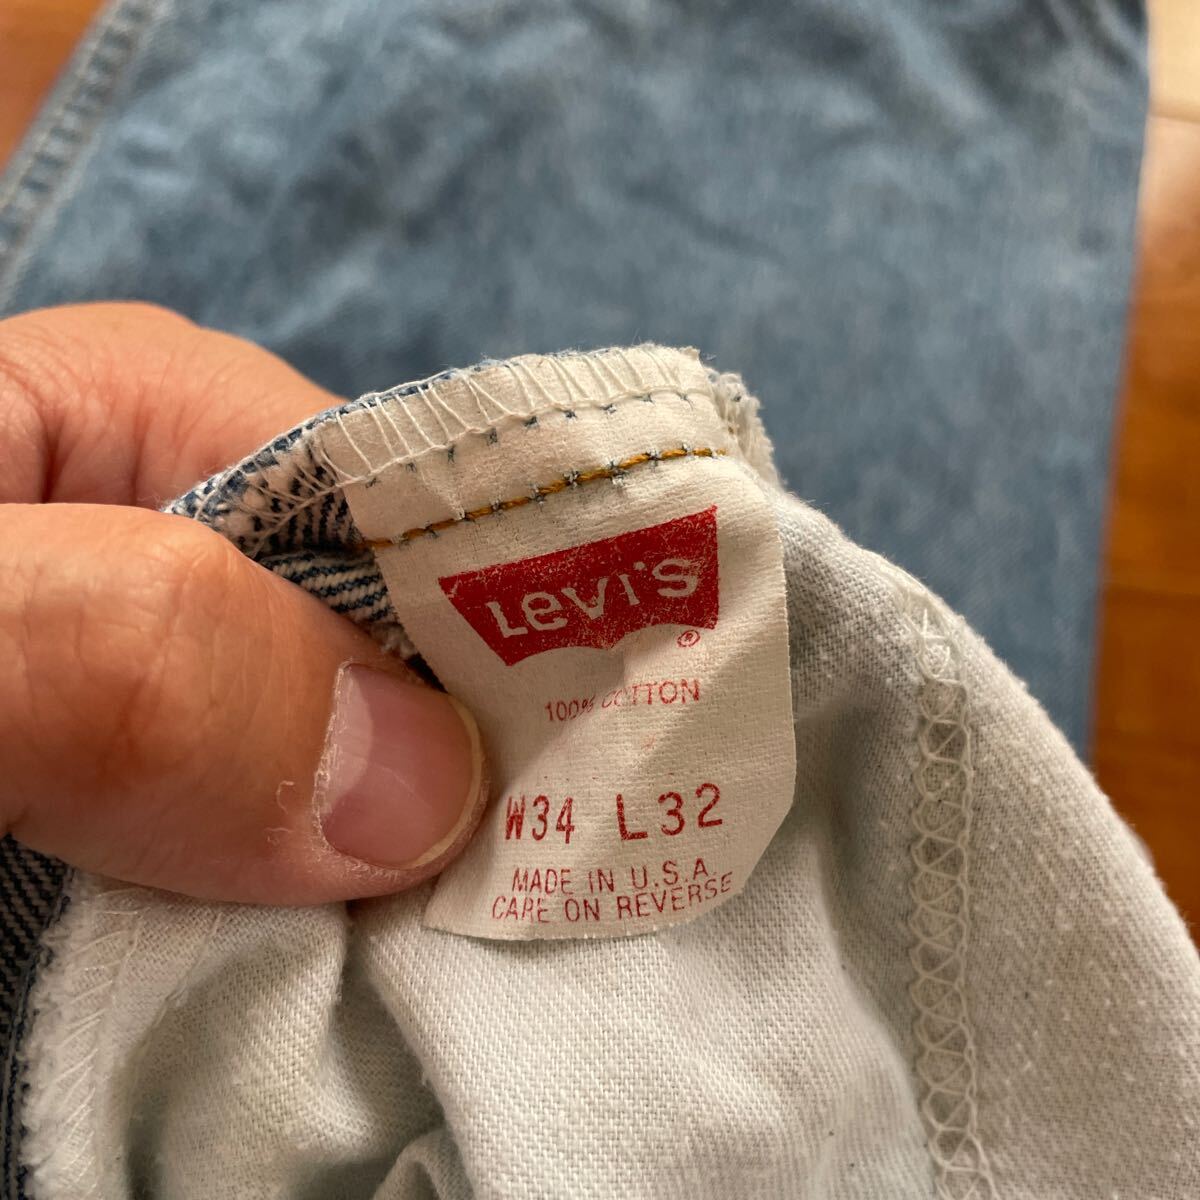 Levi's ®
100% COTTON
W34 L32
MADE IN U.S.A.
CARE ON REVERSE